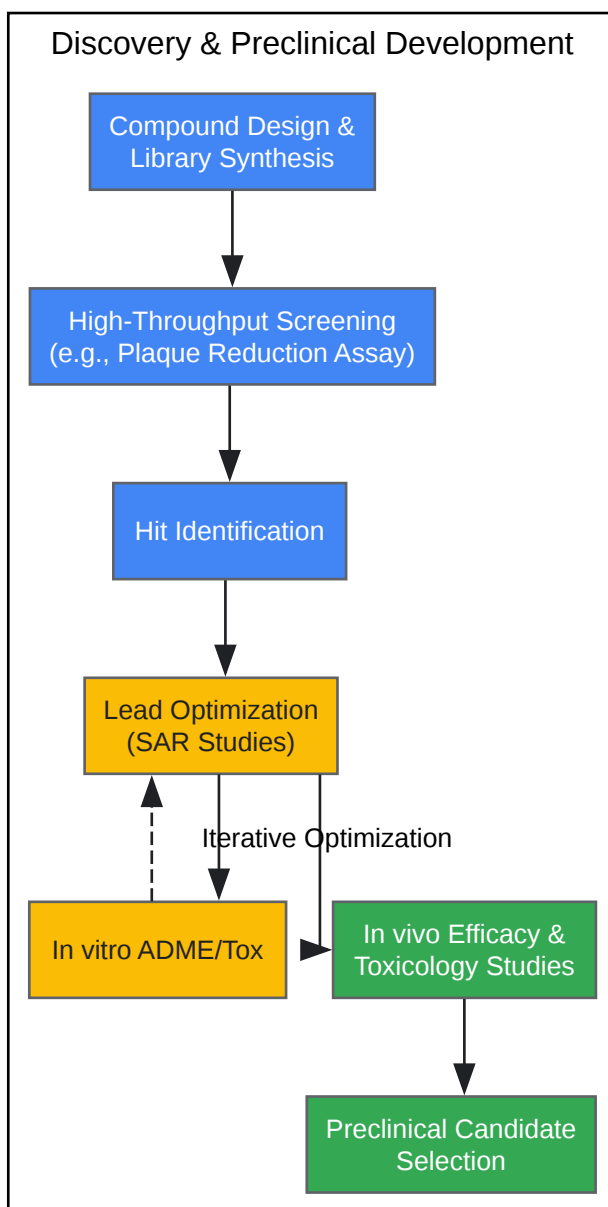 Discovery & Preclinical Development
Compound Design &
Library Synthesis
High-Throughput Screening
(e.g., Plaque Reduction Assay)
Hit Identification
Lead Optimization
(SAR Studies)
Iterative Optimization
In vitro ADME/Tox
In vivo Efficacy &
Toxicology Studies
Preclinical Candidate
Selection